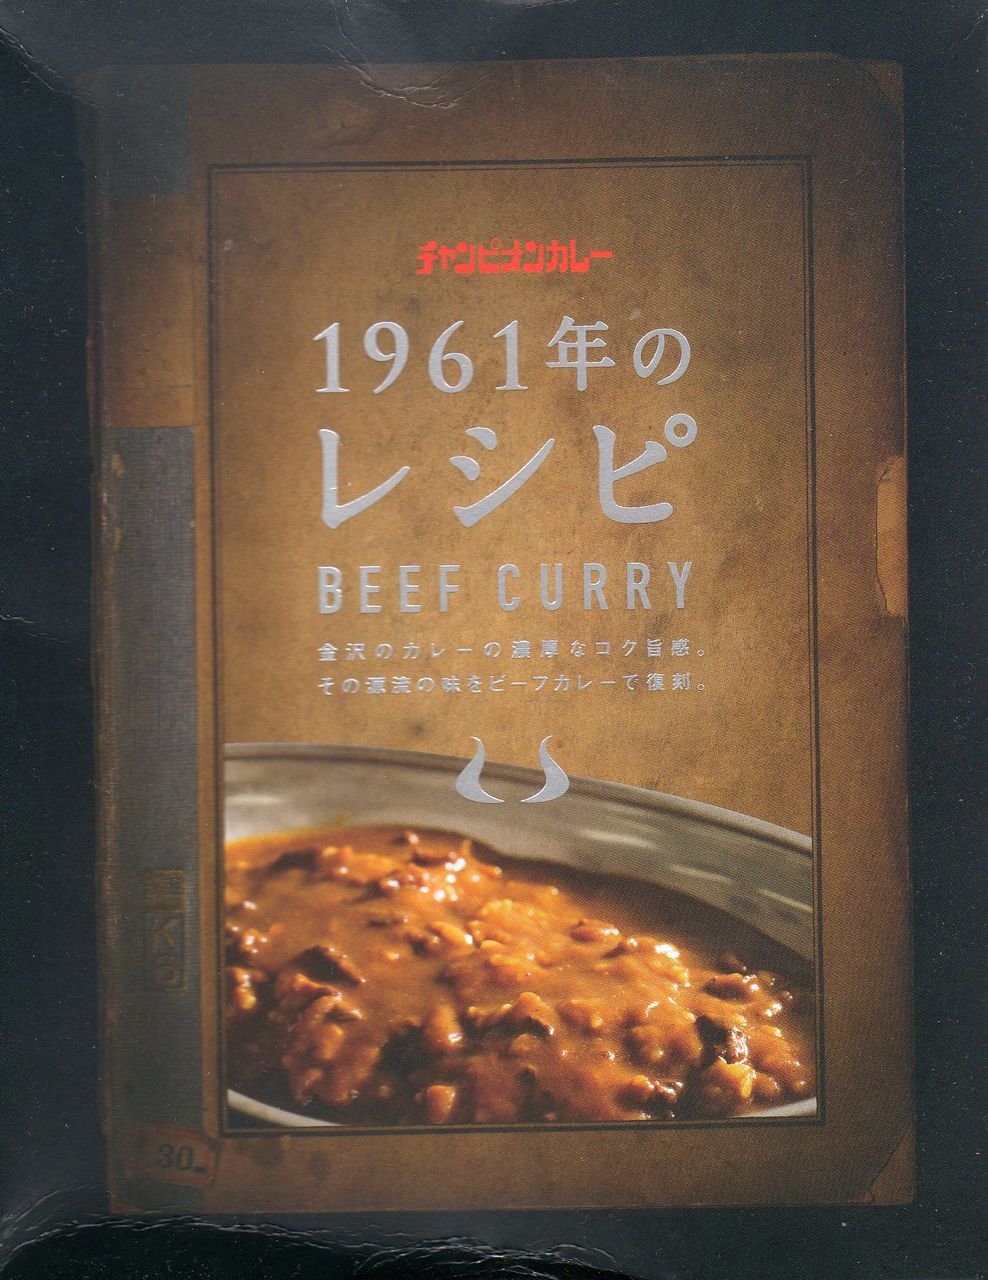 チャンピオンカレー
1961年の
レシピ
BEEF CURRY
金沢のカレーの濃厚なコク旨感。
その源流の味をビーフカレーで復刻。
30